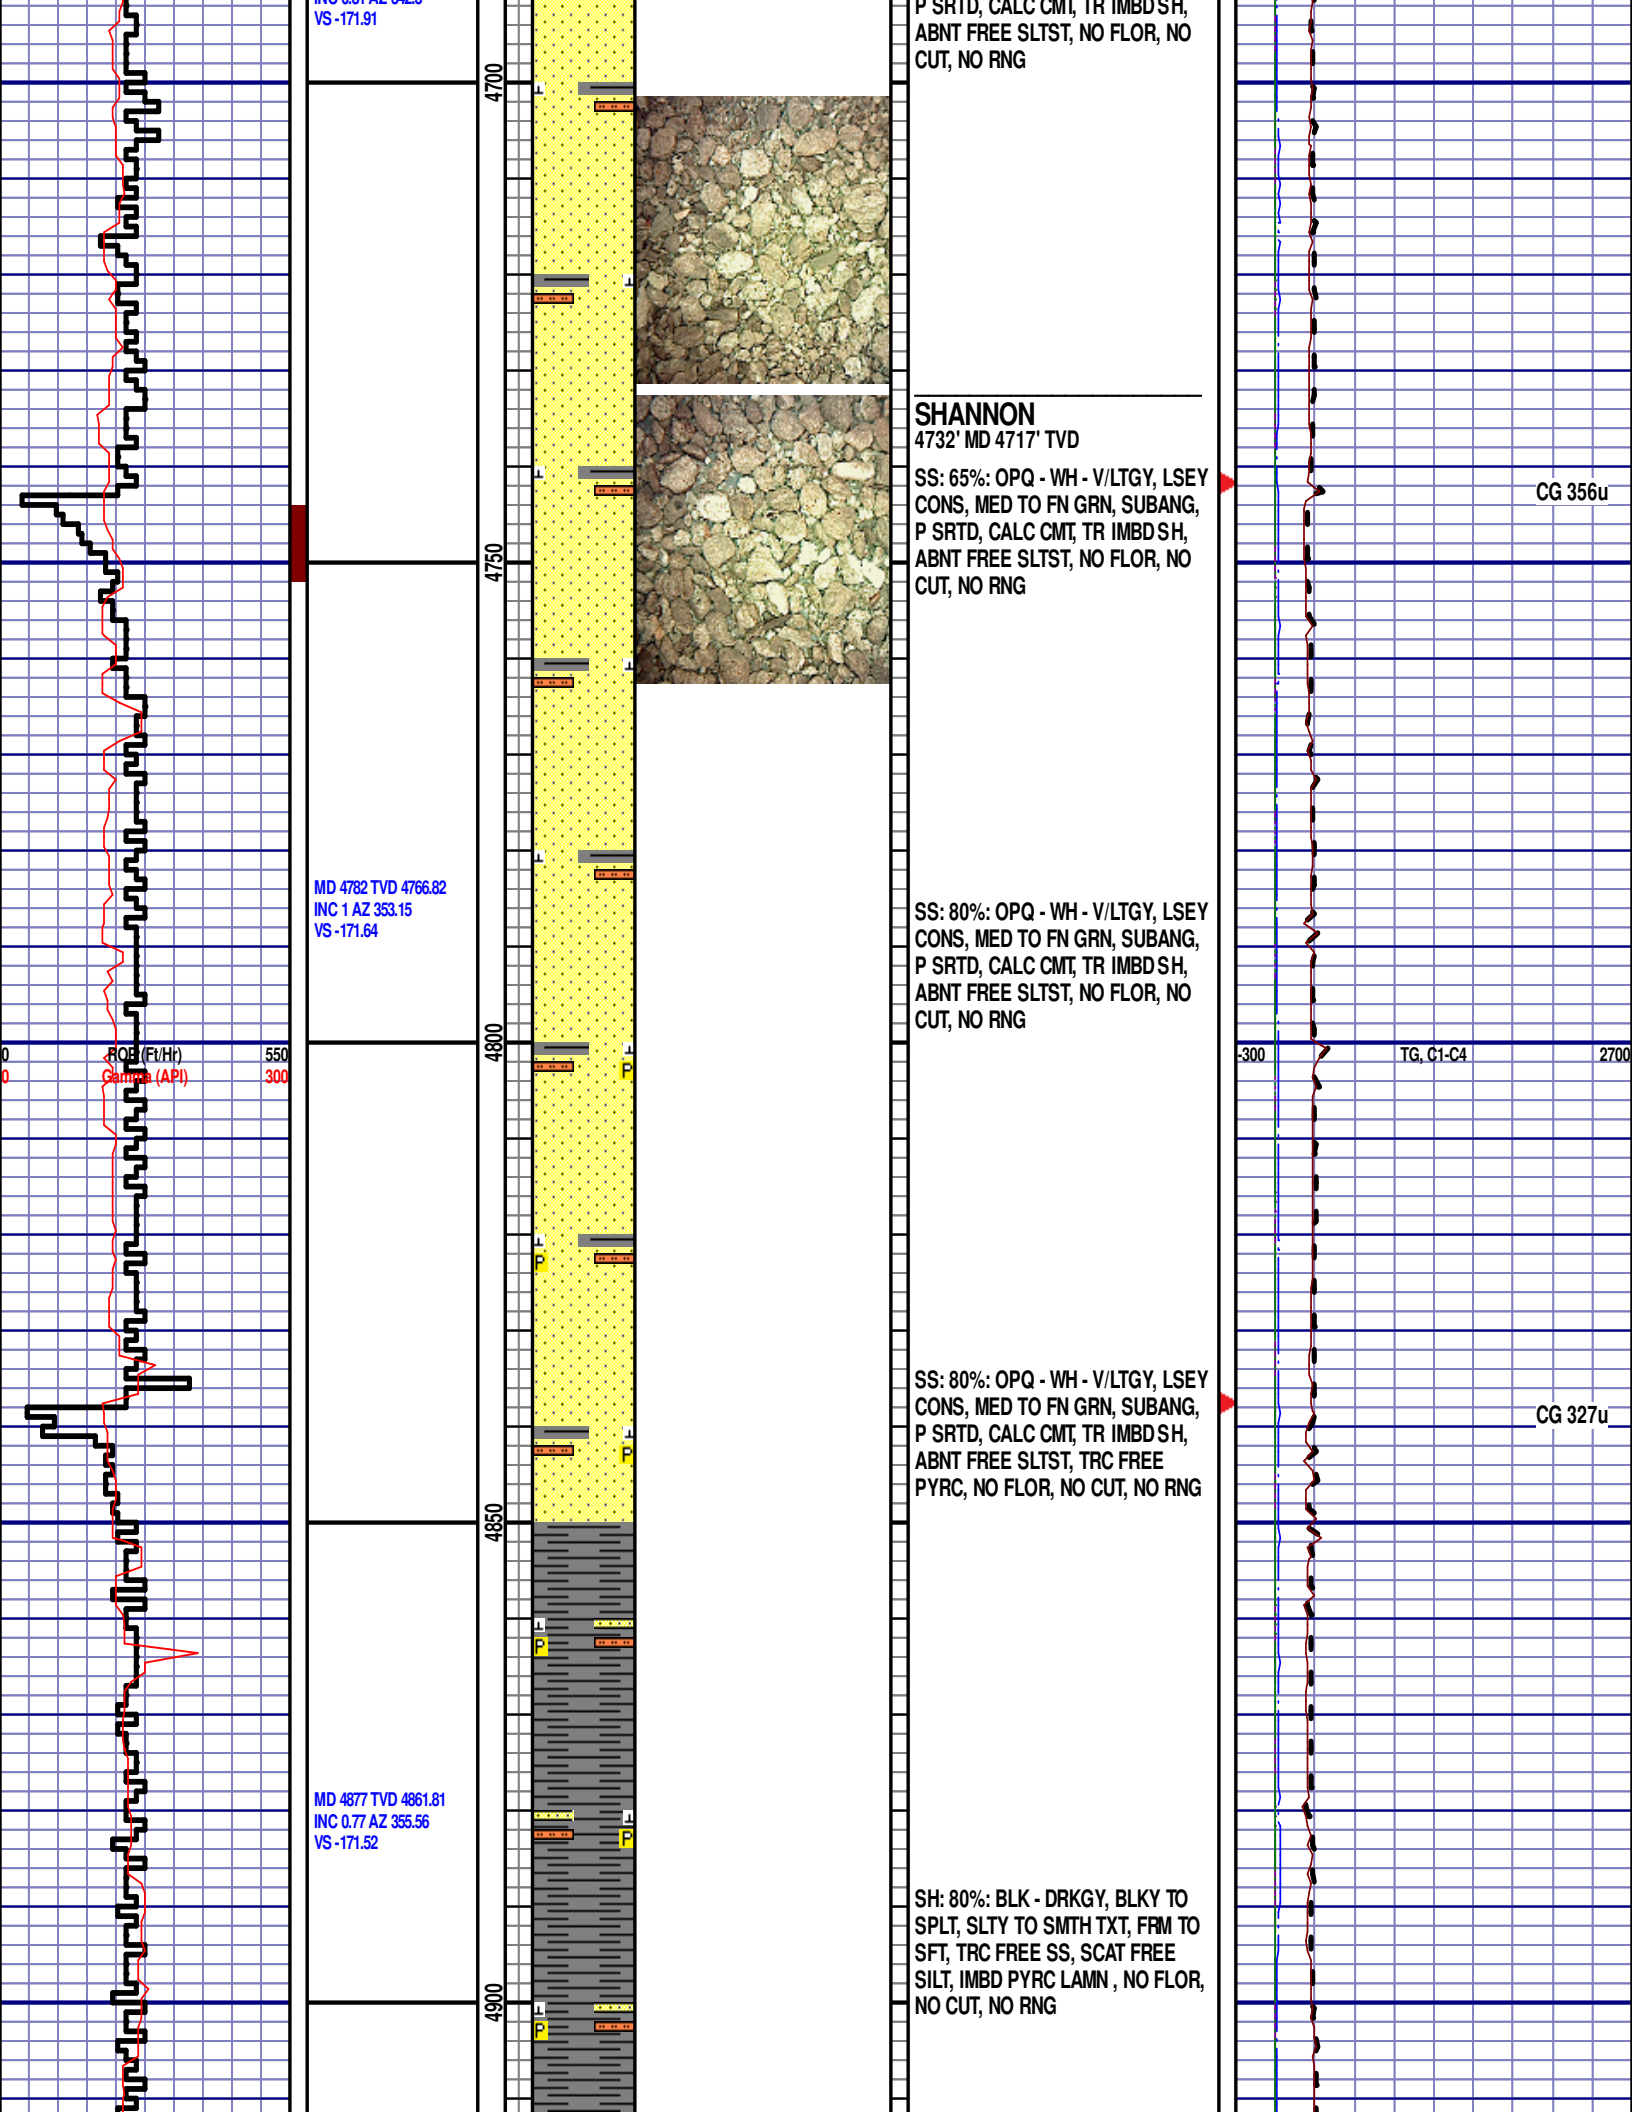 VS -171.91
P SRTD, CALC CMT, TR IMBD SH,
ABNT FREE SLTST, NO FLOR, NO
CUT, NO RNG
4700
SHANNON
4732' MD 4717' TVD
SS: 65%: OPQ - WH - V/LTGY, LSEY
CONS, MED TO FN GRN, SUBANG,
P SRTD, CALC CMT, TR IMBD SH,
ABNT FREE SLTST, NO FLOR, NO
CUT, NO RNG
CG 356u
4750
MD 4782 TVD 4766.82
INC 1 AZ 353.15
VS -171.64
SS: 80%: OPQ - WH - V/LTGY, LSEY
CONS, MED TO FN GRN, SUBANG,
P SRTD, CALC CMT, TR IMBD SH,
ABNT FREE SLTST, NO FLOR, NO
CUT, NO RNG
4800
0 ROP (Ft/Hr) 550
0 Gamma (API) 300
-300 TG, C1-C4 2700
P
P
SS: 80%: OPQ - WH - V/LTGY, LSEY
CONS, MED TO FN GRN, SUBANG,
P SRTD, CALC CMT, TR IMBD SH,
ABNT FREE SLTST, TRC FREE
PYRC, NO FLOR, NO CUT, NO RNG
CG 327u
P
4850
P
MD 4877 TVD 4861.81
INC 0.77 AZ 355.56
VS -171.52
P
SH: 80%: BLK - DRKGY, BLKY TO
SPLT, SLTY TO SMTH TXT, FRM TO
SFT, TRC FREE SS, SCAT FREE
SILT, IMBD PYRC LAMN , NO FLOR,
NO CUT, NO RNG
4900
P